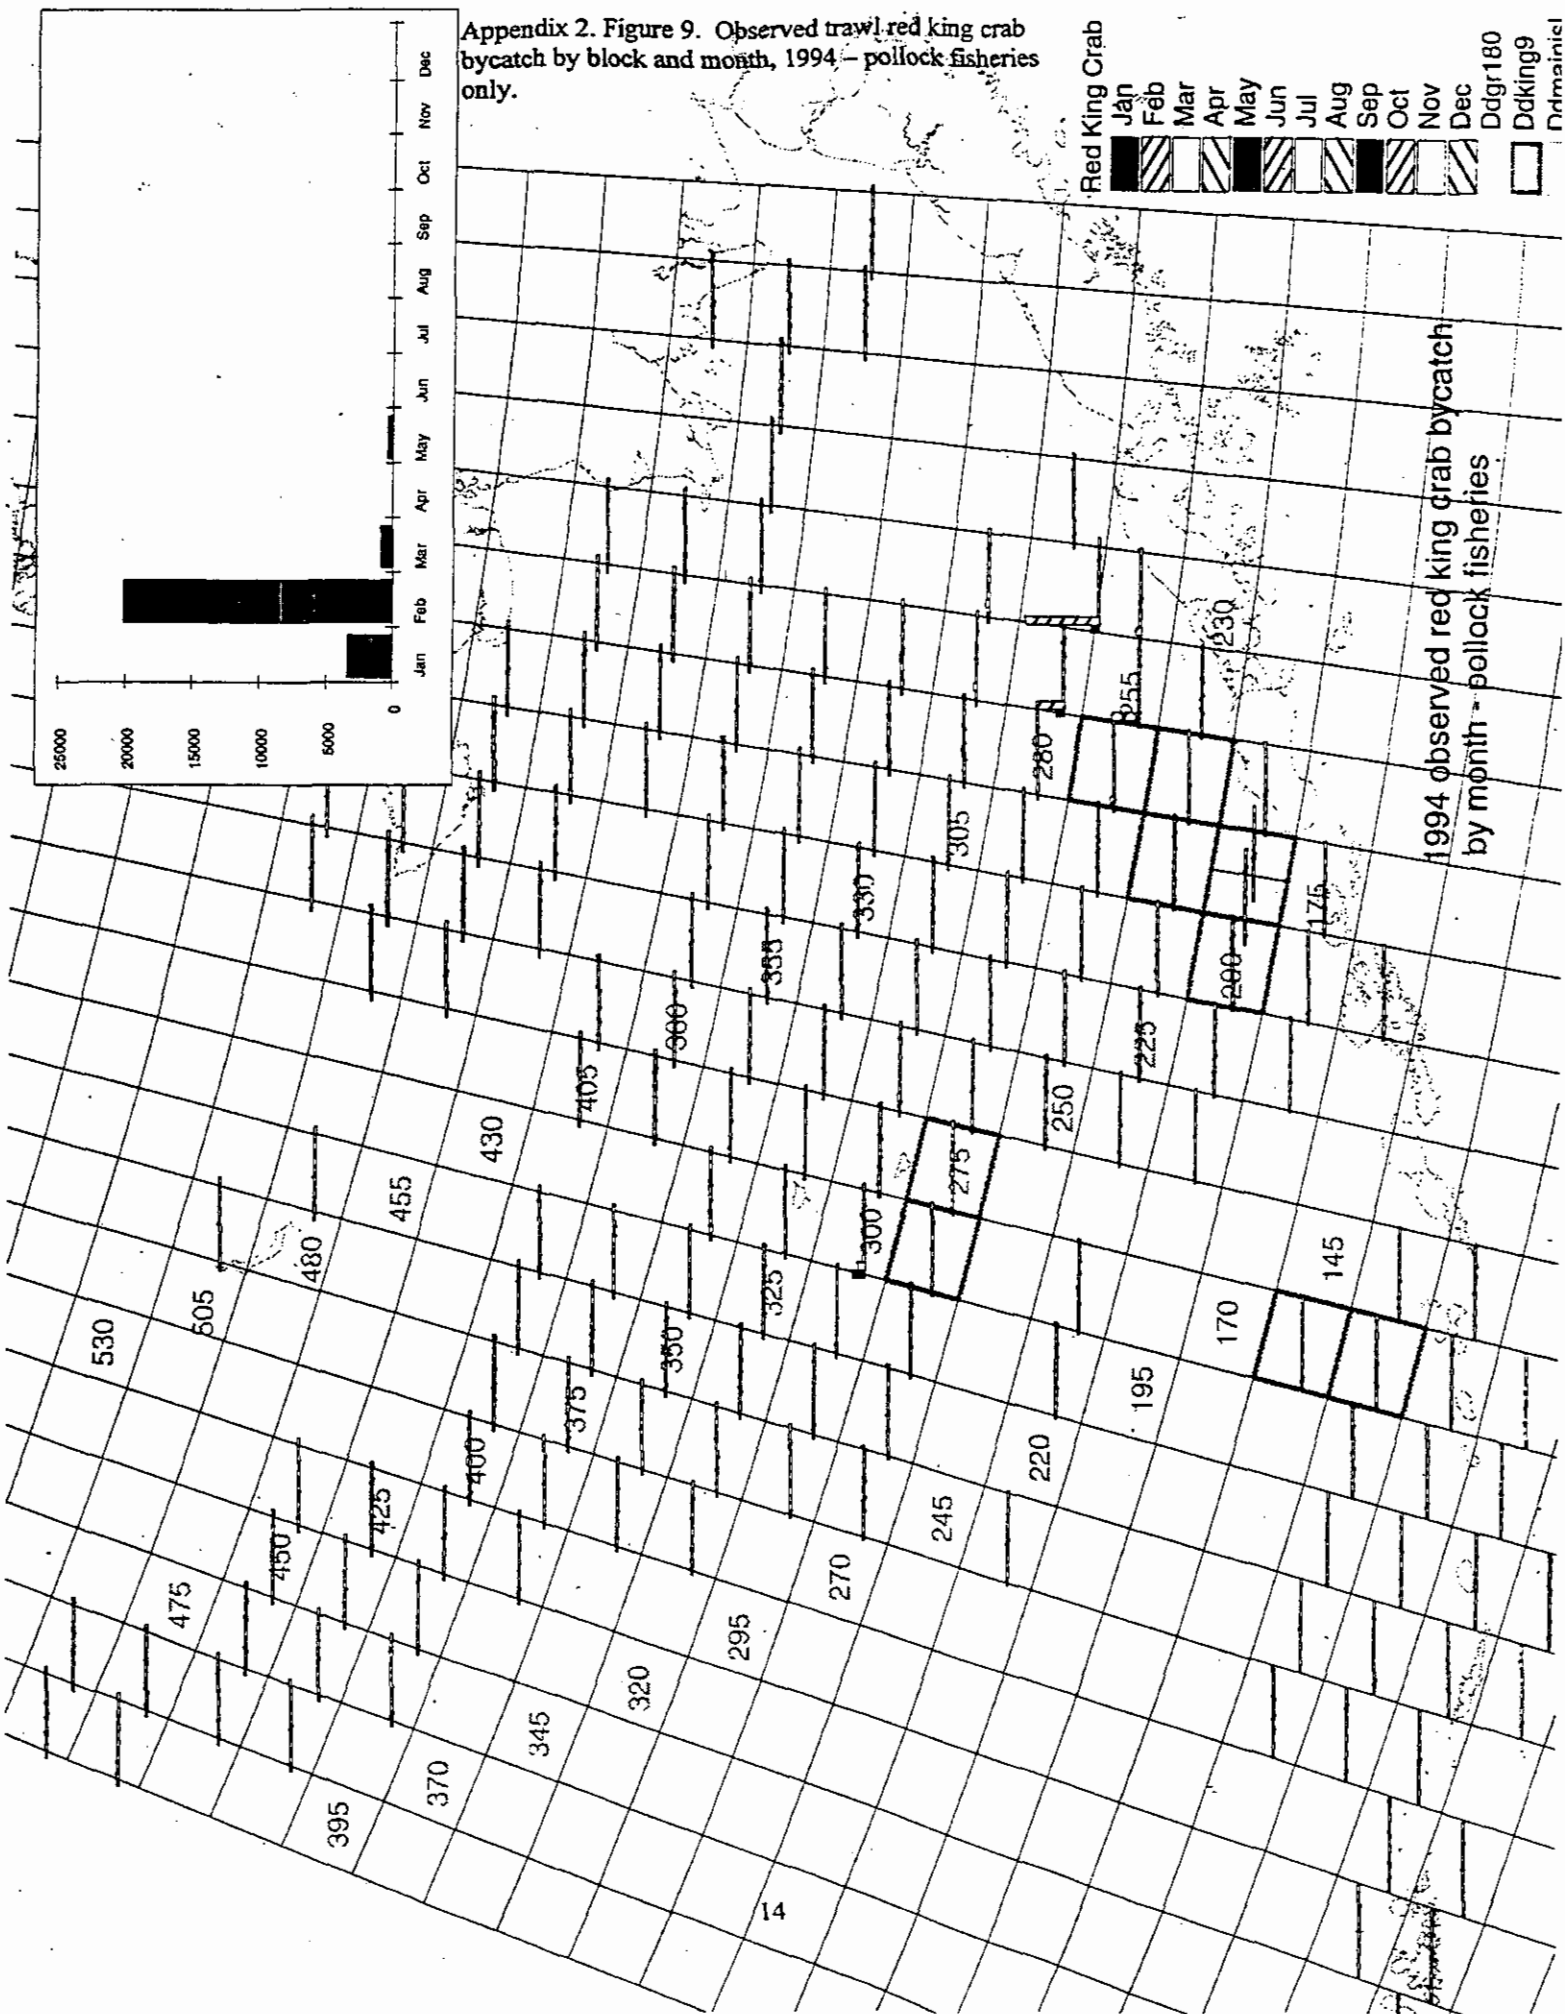 Appendix 2. Figure 9. Observed trawl red king crab
bycatch by block and month, 1994 – pollock fisheries
only.
25000
20000
15000
10000
5000
0
Jan
Feb
Mar
Apr
May
Jun
Jul
Aug
Sep
Oct
Nov
Dec
Red King Crab
Jan
Feb
Mar
Apr
May
Jun
Jul
Aug
Sep
Oct
Nov
Dec
Ddgr180
Ddking9
1994 observed red king crab bycatch
by month - pollock fisheries
530
505
480
455
430
405
355
330
305
280
255
230
475
450
425
400
375
350
325
300
275
250
225
200
175
395
370
345
320
295
270
245
220
195
170
145
14